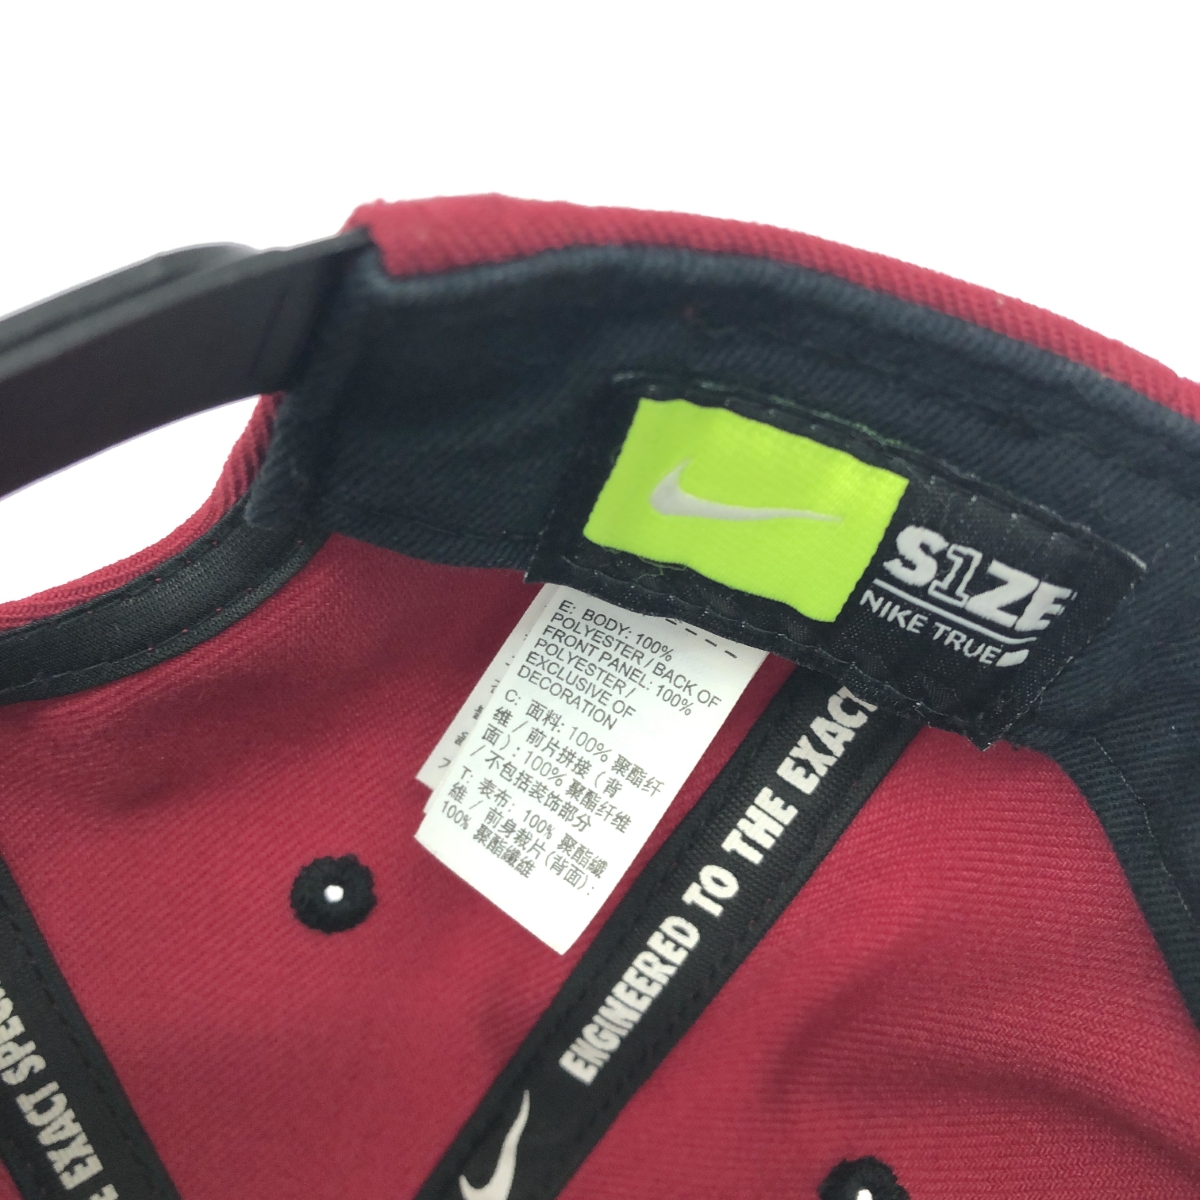 S1ZE
NIKE TRUE
E: BODY: 100%
POLYESTER / BACK OF
FRONT PANEL: 100%
POLYESTER /
EXCLUSIVE OF
DECORATION
C: 面料: 100% 聚酯纤
维 / 前片拼接 (背
面): 100% 聚酯纤维
/ 不包括装饰部分
T: 表布: 100% 聚酯纖
維 / 前身裁片 (背面):
100% 聚酯纖維
ENGINEERED TO THE EXACT
EXACT